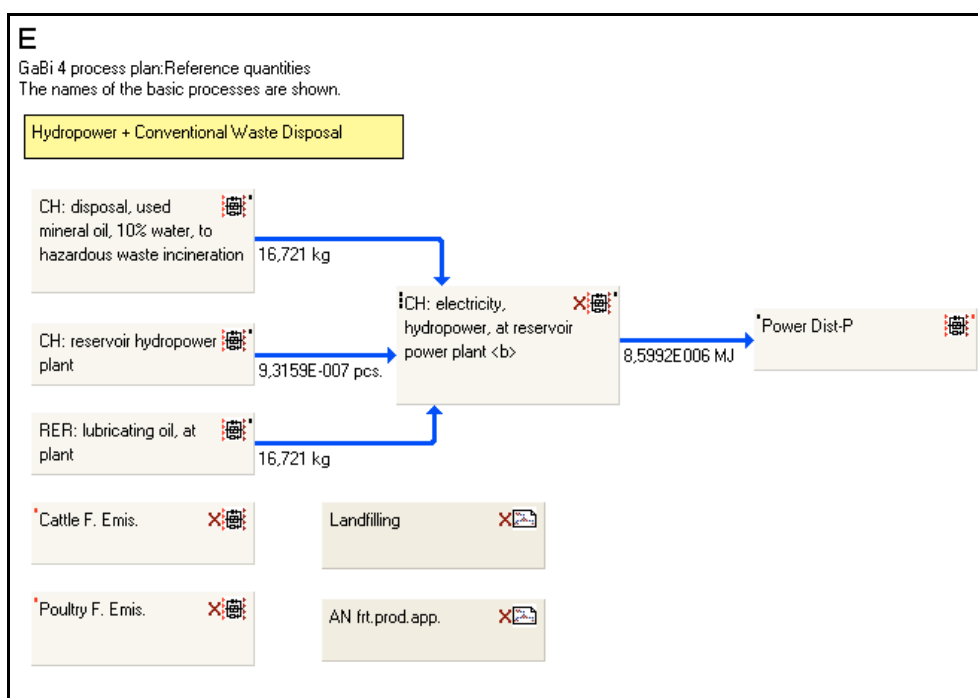 E
GaBi 4 process plan:Reference quantities
The names of the basic processes are shown.
Hydropower + Conventional Waste Disposal
CH: disposal, used
mineral oil, 10% water, to
hazardous waste incineration
16,721 kg
CH: electricity,
hydropower, at reservoir
power plant <b>
8,5992E006 MJ
Power Dist-P
CH: reservoir hydropower
plant
9,3159E-007 pcs.
RER: lubricating oil, at
plant
16,721 kg
Cattle F. Emis.
Landfilling
Poultry F. Emis.
AN frt.prod.app.